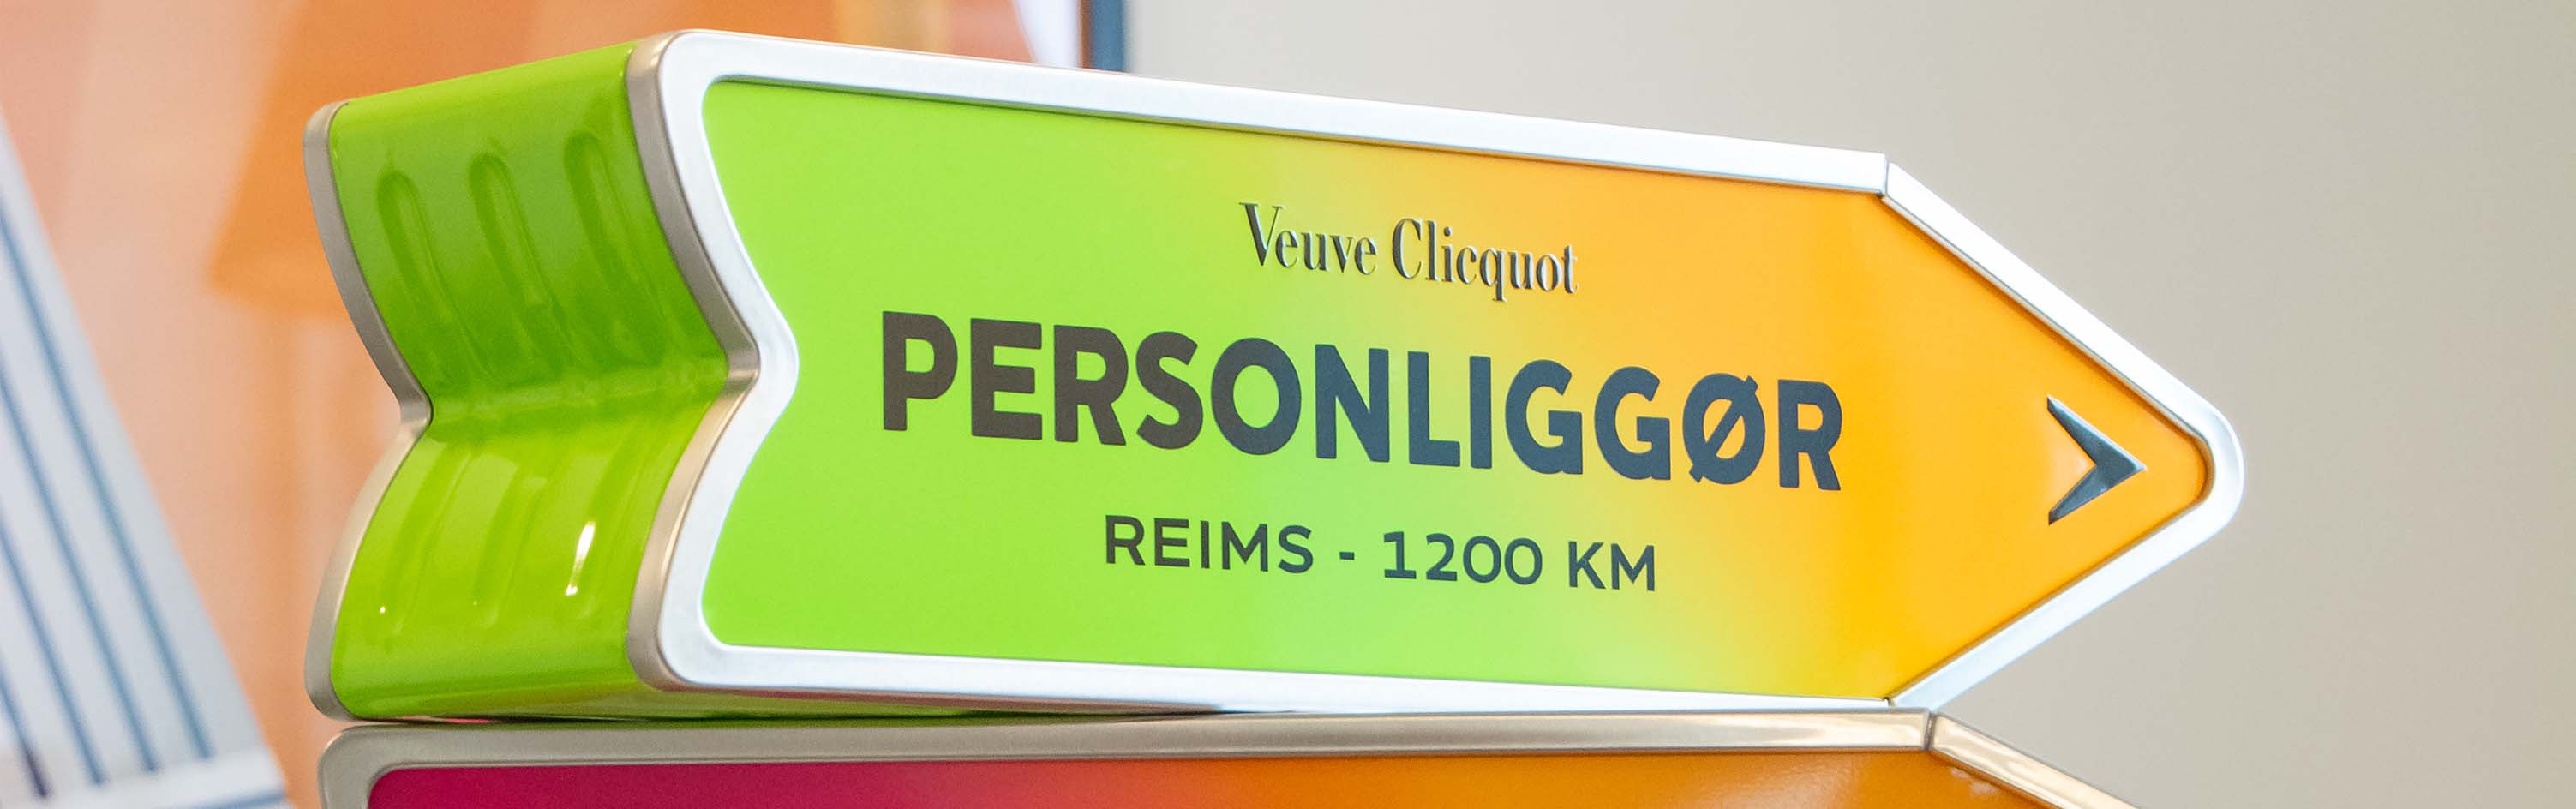 Veuve Clicquot
PERSONLIGGØR
REIMS - 1200 KM